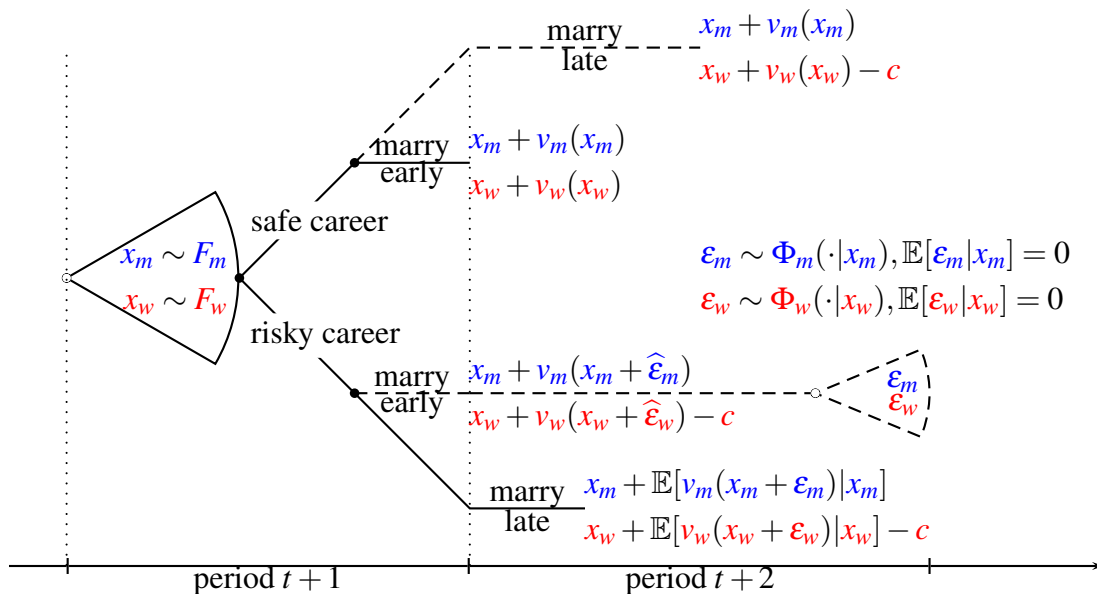 marry
late
x_m + v_m(x_m)
x_w + v_w(x_w) − c
marry
early
x_m + v_m(x_m)
x_w + v_w(x_w)
safe career
x_m ∼ F_m
x_w ∼ F_w
ε_m ∼ Φ_m(·|x_m), 𝔼[ε_m|x_m] = 0
ε_w ∼ Φ_w(·|x_w), 𝔼[ε_w|x_w] = 0
risky career
marry
early
x_m + v_m(x_m + ε̂_m)
x_w + v_w(x_w + ε̂_w) − c
ε_m
ε_w
marry
late
x_m + 𝔼[v_m(x_m + ε_m)|x_m]
x_w + 𝔼[v_w(x_w + ε_w)|x_w] − c
period t + 1
period t + 2